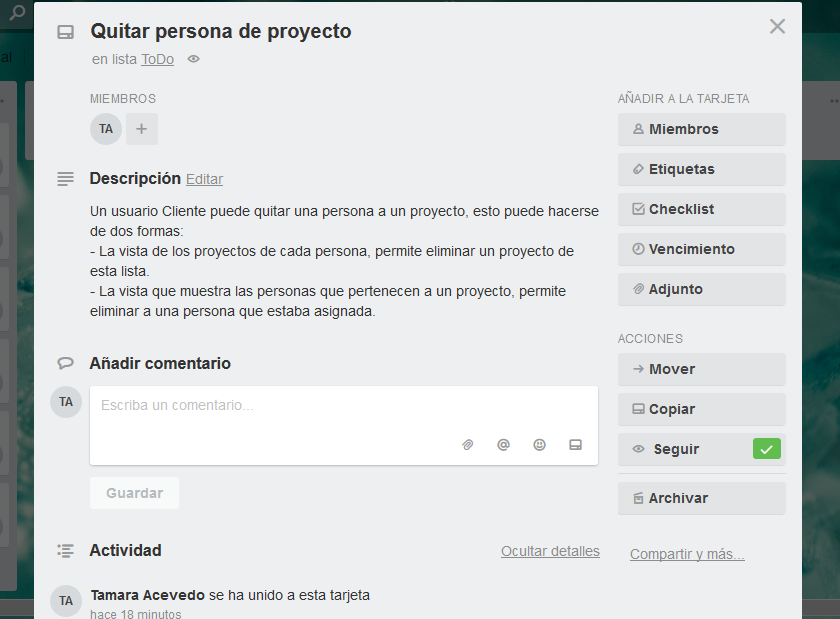 Quitar persona de proyecto
en lista ToDo
MIEMBROS
TA +
Descripción Editar
Un usuario Cliente puede quitar una persona a un proyecto, esto puede hacerse
de dos formas:
- La vista de los proyectos de cada persona, permite eliminar un proyecto de
esta lista.
- La vista que muestra las personas que pertenecen a un proyecto, permite
eliminar a una persona que estaba asignada.
Añadir comentario
TA
Escriba un comentario...
@
Guardar
Actividad
Ocultar detalles
TA
Tamara Acevedo se ha unido a esta tarjeta
hace 18 minutos
AÑADIR A LA TARJETA
Miembros
Etiquetas
Checklist
Vencimiento
Adjunto
ACCIONES
Mover
Copiar
Seguir
Archivar
Compartir y más...